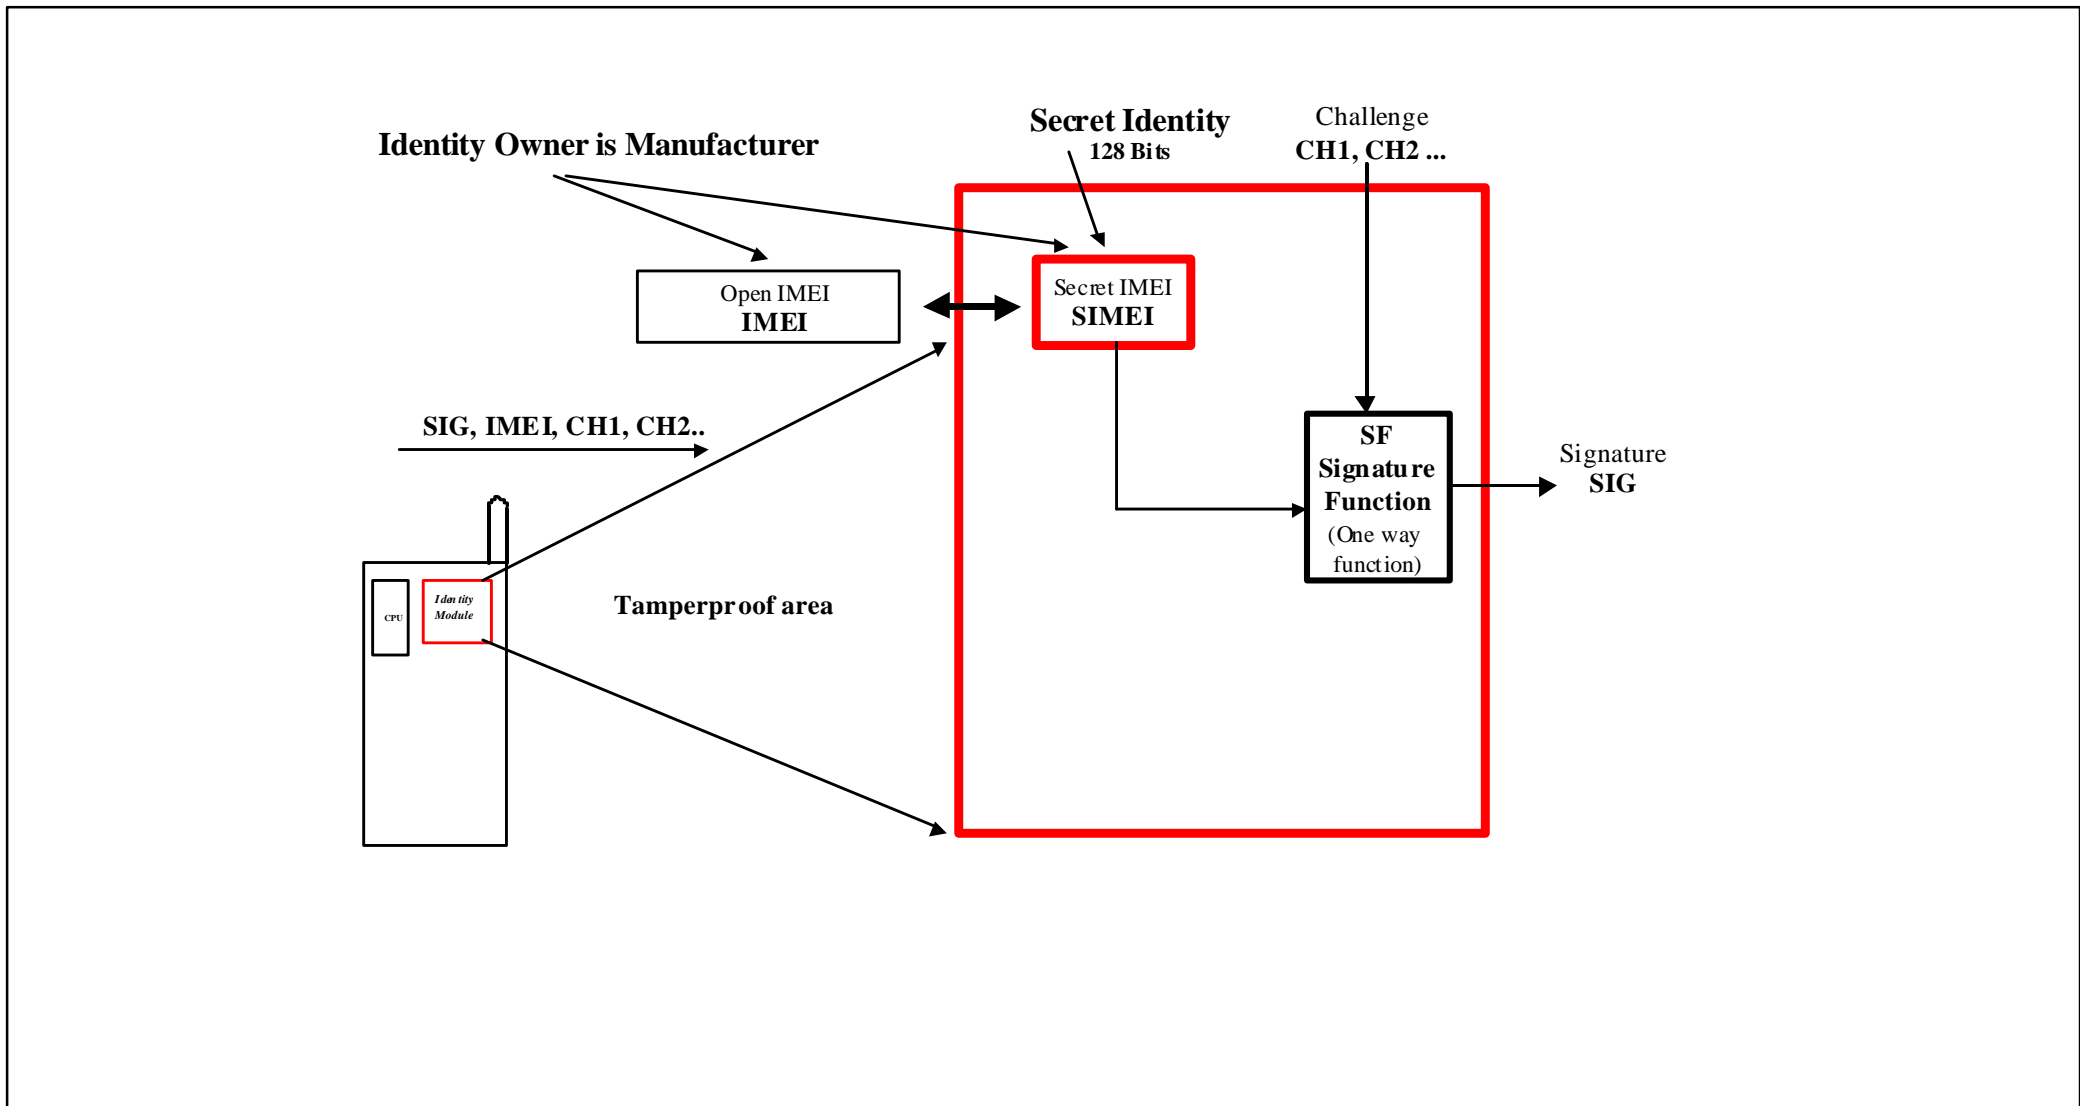 Identity Owner is Manufacturer
Secret Identity
128 Bits
Challenge
CH1, CH2 ...
Open IMEI
IMEI
Secret IMEI
SIMEI
SIG, IMEI, CH1, CH2..
SF
Signature
Function
(One way
function)
Signature
SIG
CPU
Identity
Module
Tamperproof area